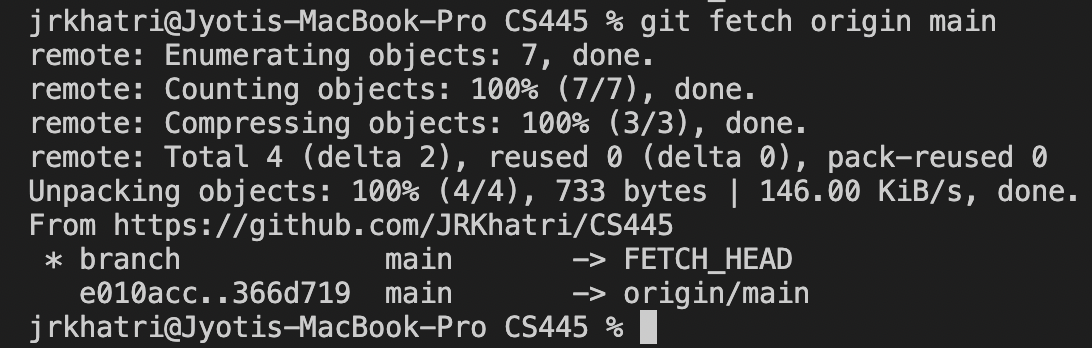 jrkhatri@Jyotis-MacBook-Pro CS445 % git fetch origin main
remote: Enumerating objects: 7, done.
remote: Counting objects: 100% (7/7), done.
remote: Compressing objects: 100% (3/3), done.
remote: Total 4 (delta 2), reused 0 (delta 0), pack-reused 0
Unpacking objects: 100% (4/4), 733 bytes | 146.00 KiB/s, done.
From https://github.com/JRKhatri/CS445
 * branch            main       -> FETCH_HEAD
   e010acc..366d719  main       -> origin/main
jrkhatri@Jyotis-MacBook-Pro CS445 %